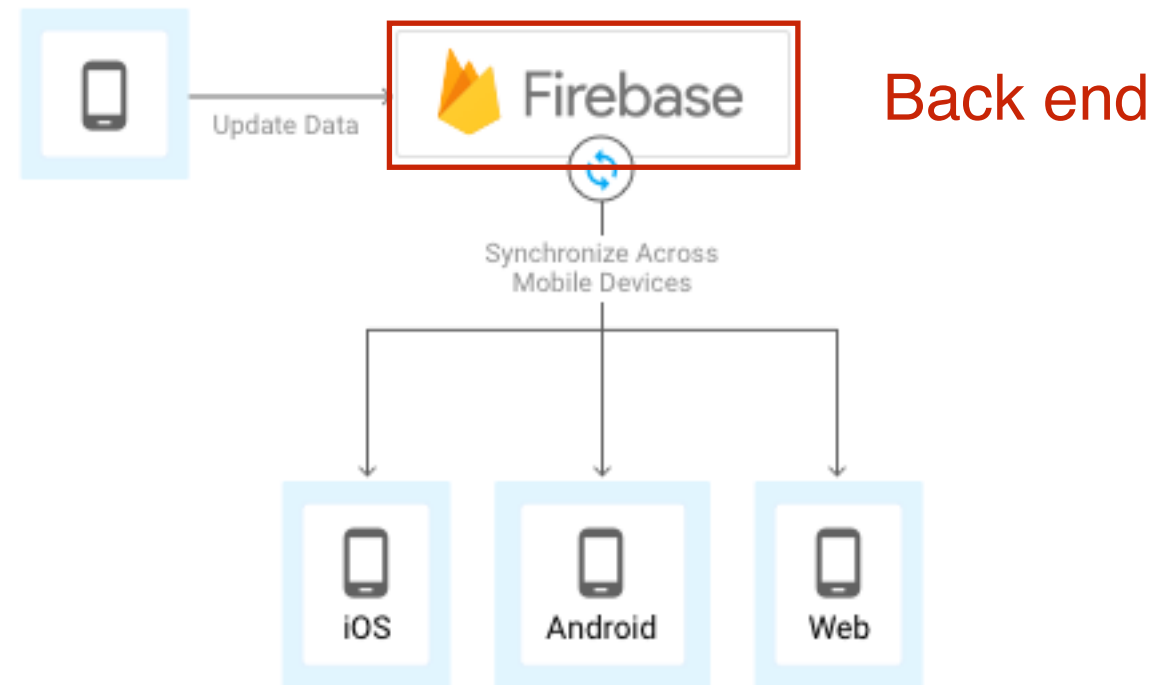 Firebase
Back end
Update Data
Synchronize Across
Mobile Devices
iOS
Android
Web